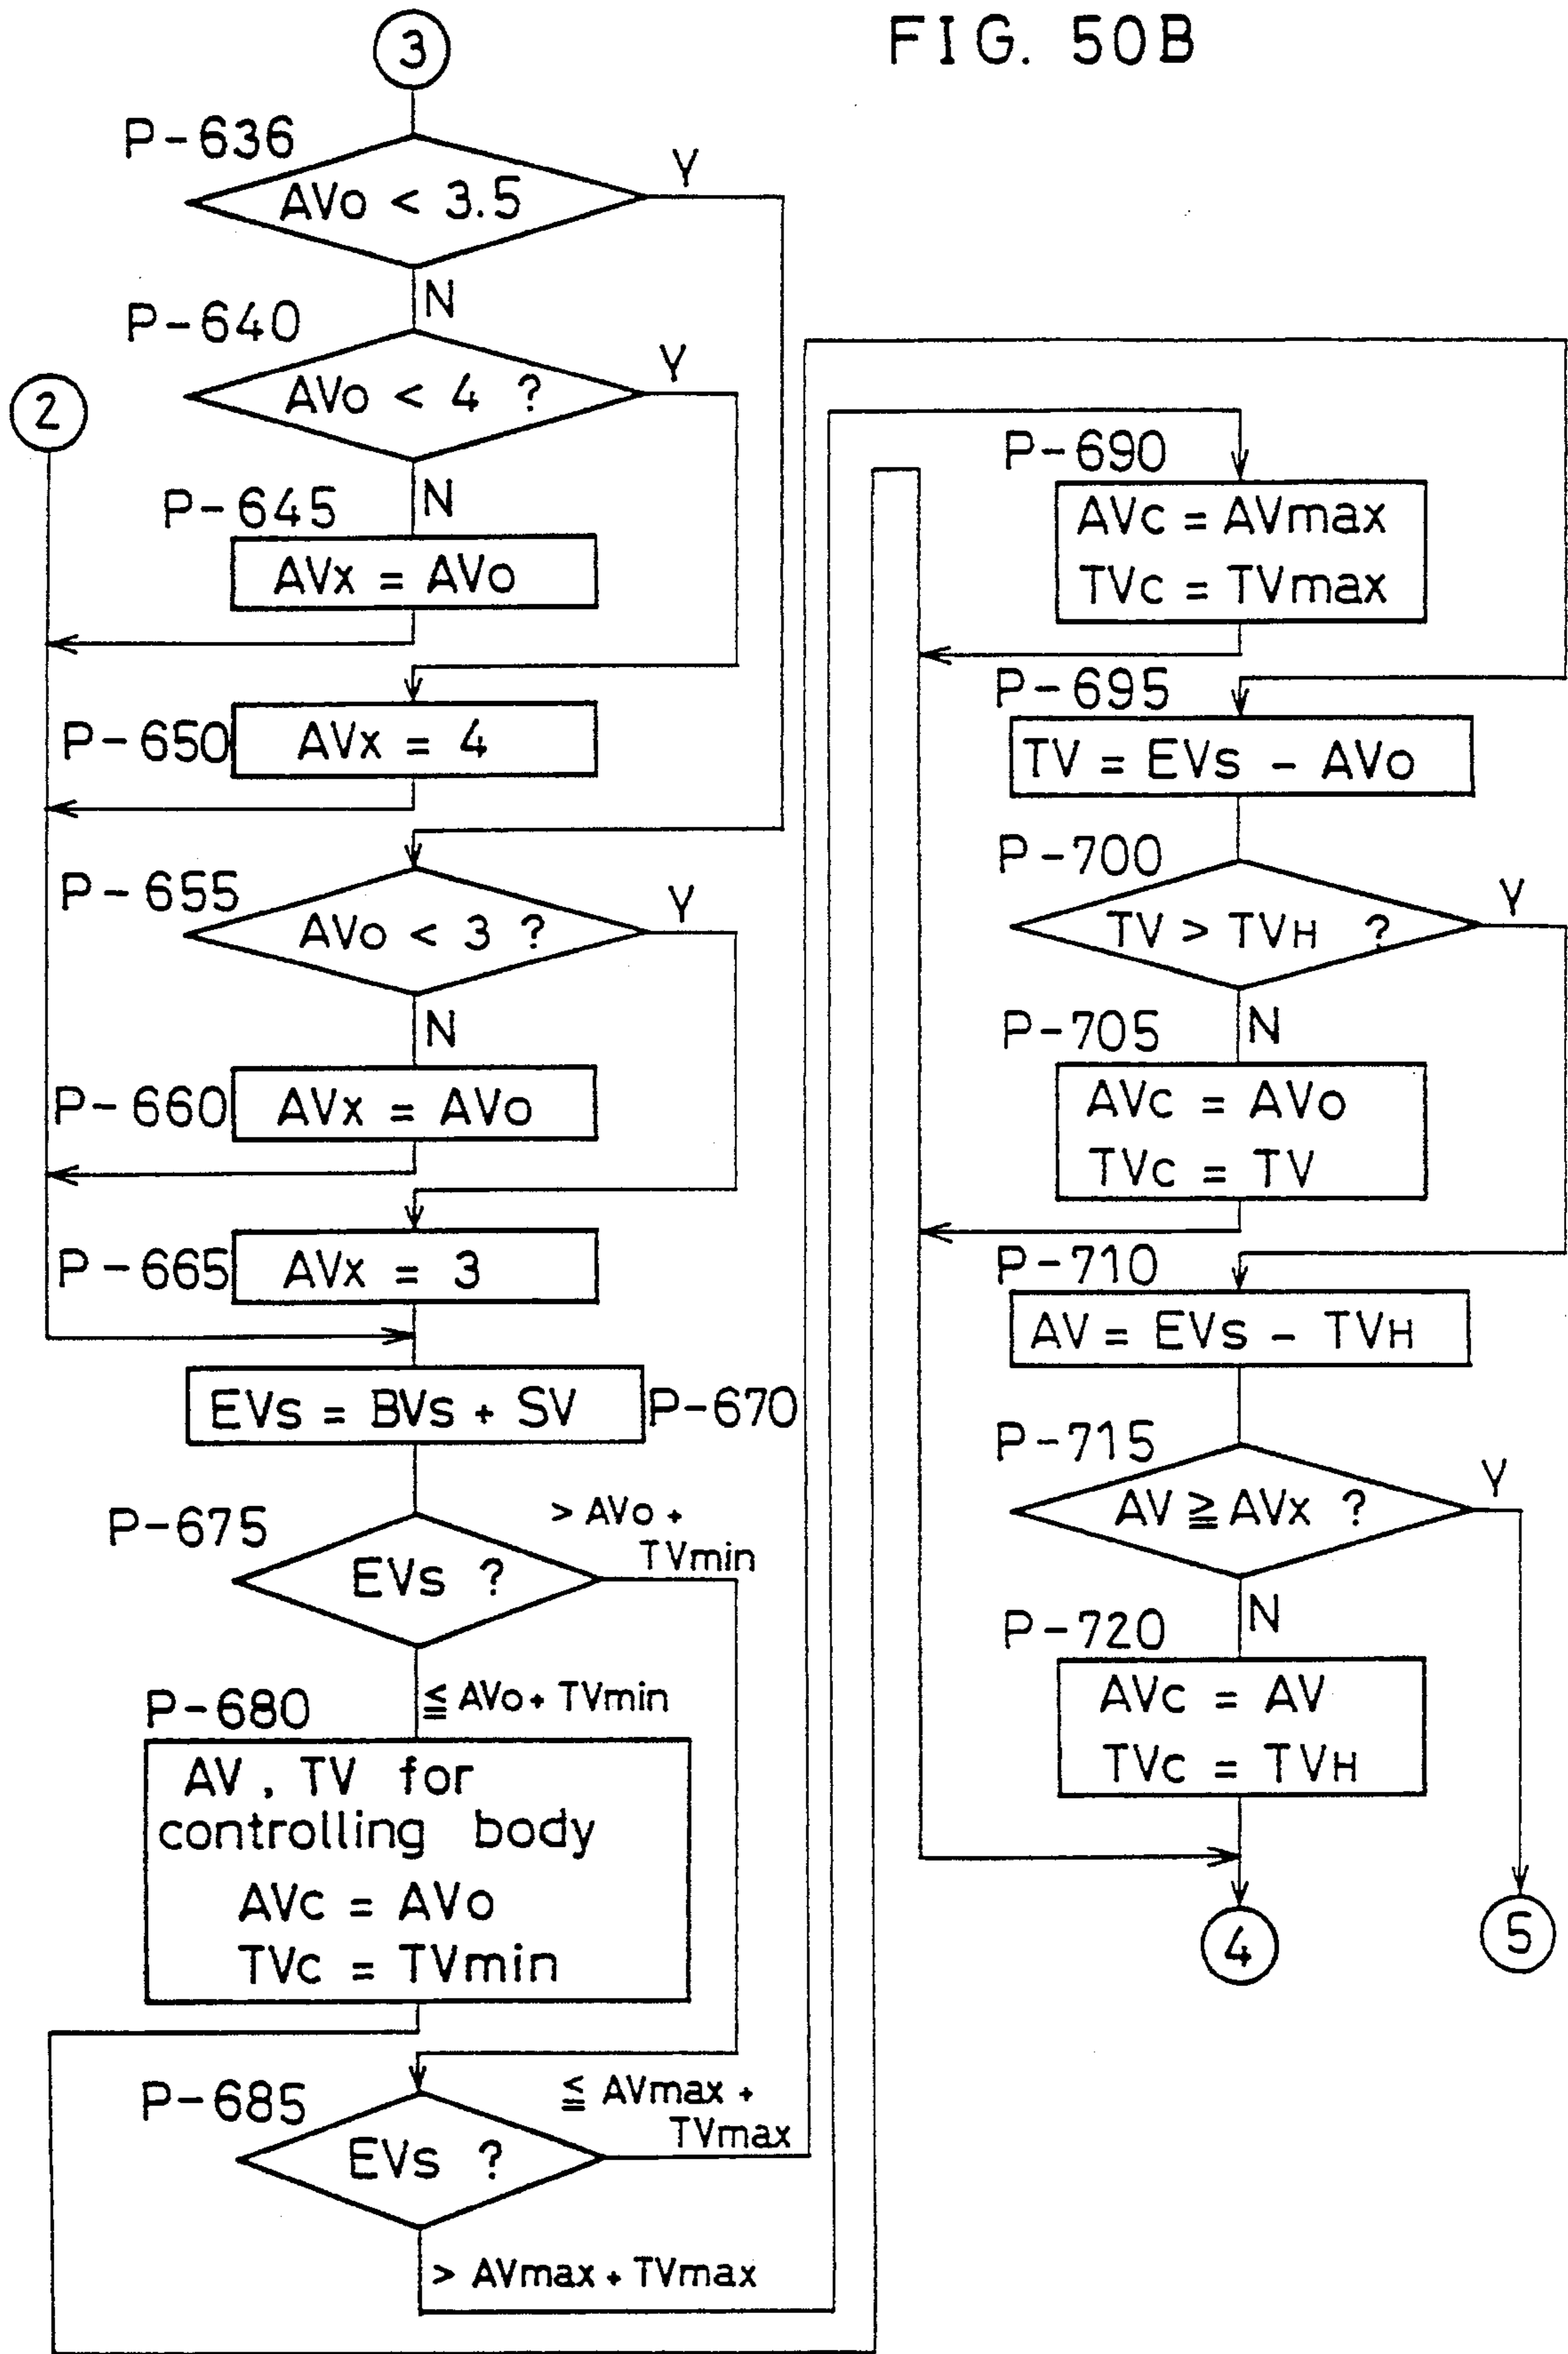 FIG. 50B
3
P-636
AVo < 3.5
Y
N
P-640
AVo < 4 ?
Y
2
N
P-645
AVx = AVo
P-650
AVx = 4
P-655
AVo < 3 ?
Y
N
P-660
AVx = AVo
P-665
AVx = 3
EVs = BVs + SV
P-670
P-675
EVs ?
> AVo +
TVmin
≦ AVo + TVmin
P-680
AV, TV for
controlling body
AVc = AVo
TVc = TVmin
P-685
EVs ?
≦ AVmax +
TVmax
> AVmax + TVmax
P-690
AVc = AVmax
TVc = TVmax
P-695
TV = EVs - AVo
P-700
TV > TVH ?
Y
N
P-705
AVc = AVo
TVc = TV
P-710
AV = EVs - TVH
P-715
AV ≧ AVx ?
Y
N
P-720
AVc = AV
TVc = TVH
4
5